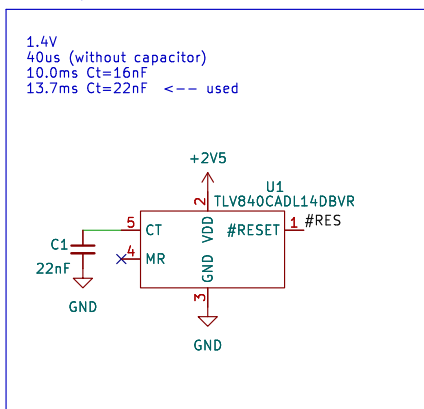 1.4V
40us (without capacitor)
10.0ms Ct=16nF
13.7ms Ct=22nF <-- used
+2V5
U1
TLV840CADL14DBVR
2
VDD
5
CT
#RESET
1
#RES
C1
22nF
4
MR
GND
3
GND
GND